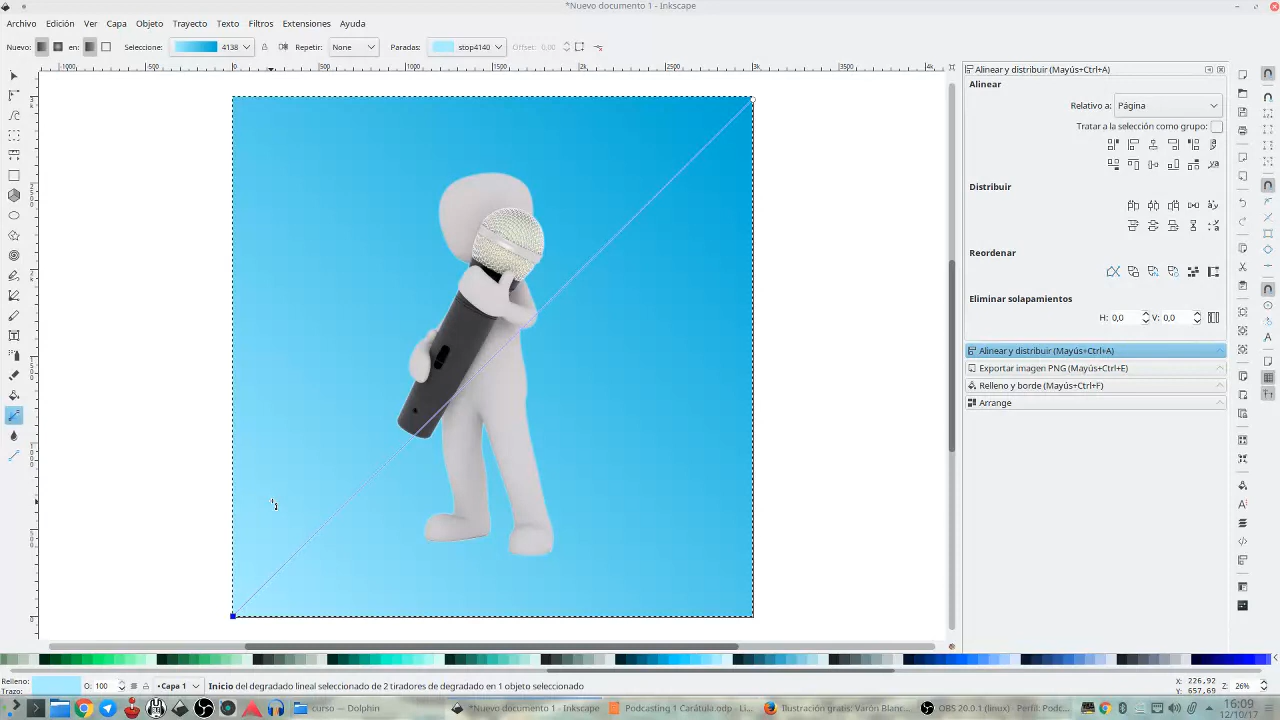 *Nuevo documento 1 - Inkscape
Archivo Edición Ver Capa Objeto Trayecto Texto Filtros Extensiones Ayuda
Nuevo: en: Seleccione: 4138 Repetir: None Paradas: stop4140 Offset: 0,00
Alinear y distribuir (Mayús+Ctrl+A)
Alinear
Relativo a: Página
Tratar a la selección como grupo:
Distribuir
Reordenar
Eliminar solapamientos
H: 0,0 V: 0,0
Alinear y distribuir (Mayús+Ctrl+A)
Exportar imagen PNG (Mayús+Ctrl+E)
Relleno y borde (Mayús+Ctrl+F)
Arrange
Relleno:
Trazo:
O: 100
•Capa 1
Inicio del degradado lineal seleccionado de 2 tiradores de degradado en 1 objeto seleccionado
X: 226,92
Y: 657,69
Z: 26%
curso — Dolphin
*Nuevo documento 1 - Inkscape
Podcasting 1 Carátula.odp - Lib...
Ilustración gratis: Varón Blanc...
OBS 20.0.1 (linux) - Perfil: Podc...
16:09
12/10/17